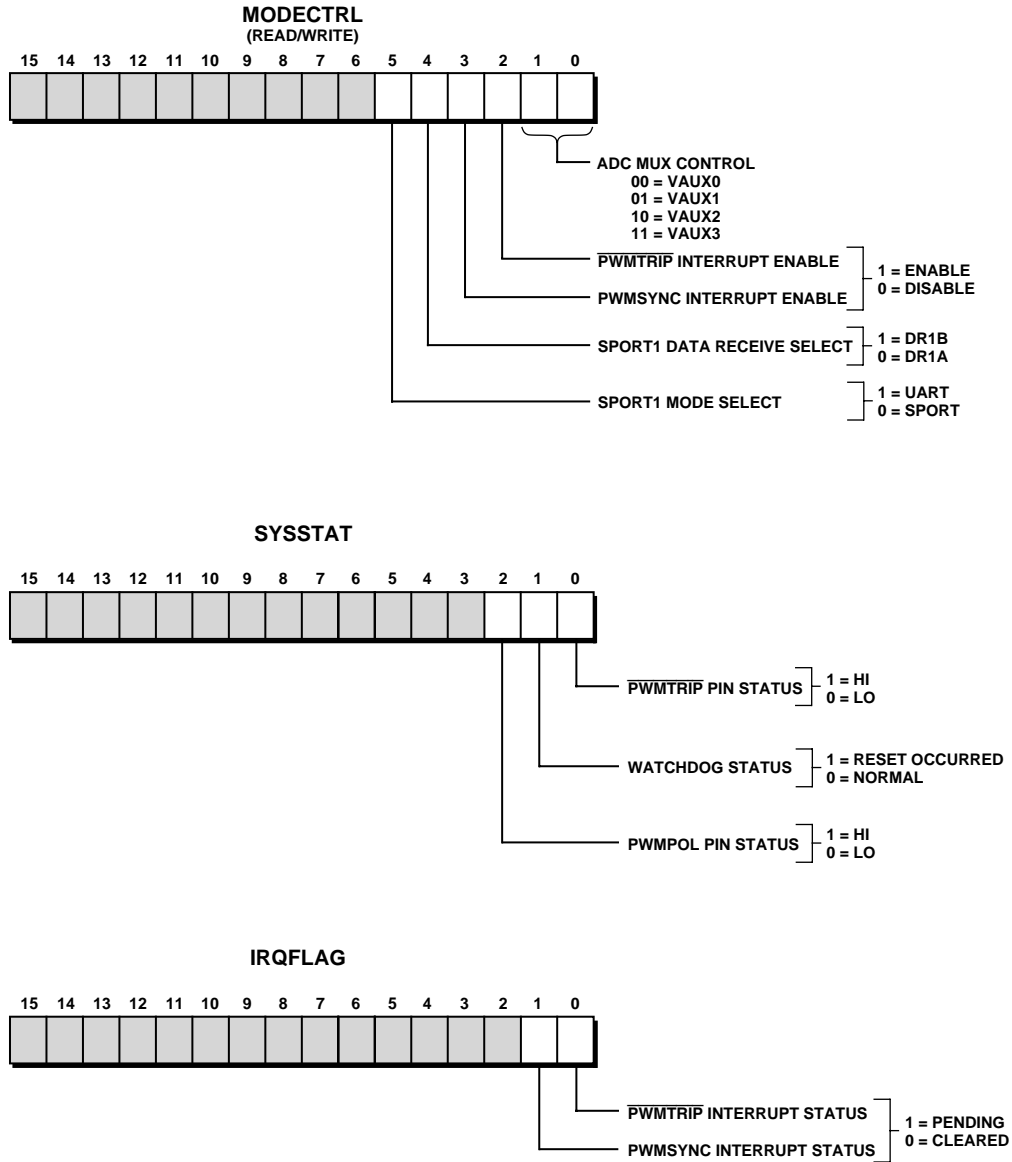 MODECTRL
(READ/WRITE)
15 14 13 12 11 10 9 8 7 6 5 4 3 2 1 0
ADC MUX CONTROL
00 = VAUX0
01 = VAUX1
10 = VAUX2
11 = VAUX3
PWMTRIP INTERRUPT ENABLE
PWMSYNC INTERRUPT ENABLE
1 = ENABLE
0 = DISABLE
SPORT1 DATA RECEIVE SELECT
1 = DR1B
0 = DR1A
SPORT1 MODE SELECT
1 = UART
0 = SPORT
SYSSTAT
15 14 13 12 11 10 9 8 7 6 5 4 3 2 1 0
PWMTRIP PIN STATUS
1 = HI
0 = LO
WATCHDOG STATUS
1 = RESET OCCURRED
0 = NORMAL
PWMPOL PIN STATUS
1 = HI
0 = LO
IRQFLAG
15 14 13 12 11 10 9 8 7 6 5 4 3 2 1 0
PWMTRIP INTERRUPT STATUS
PWMSYNC INTERRUPT STATUS
1 = PENDING
0 = CLEARED